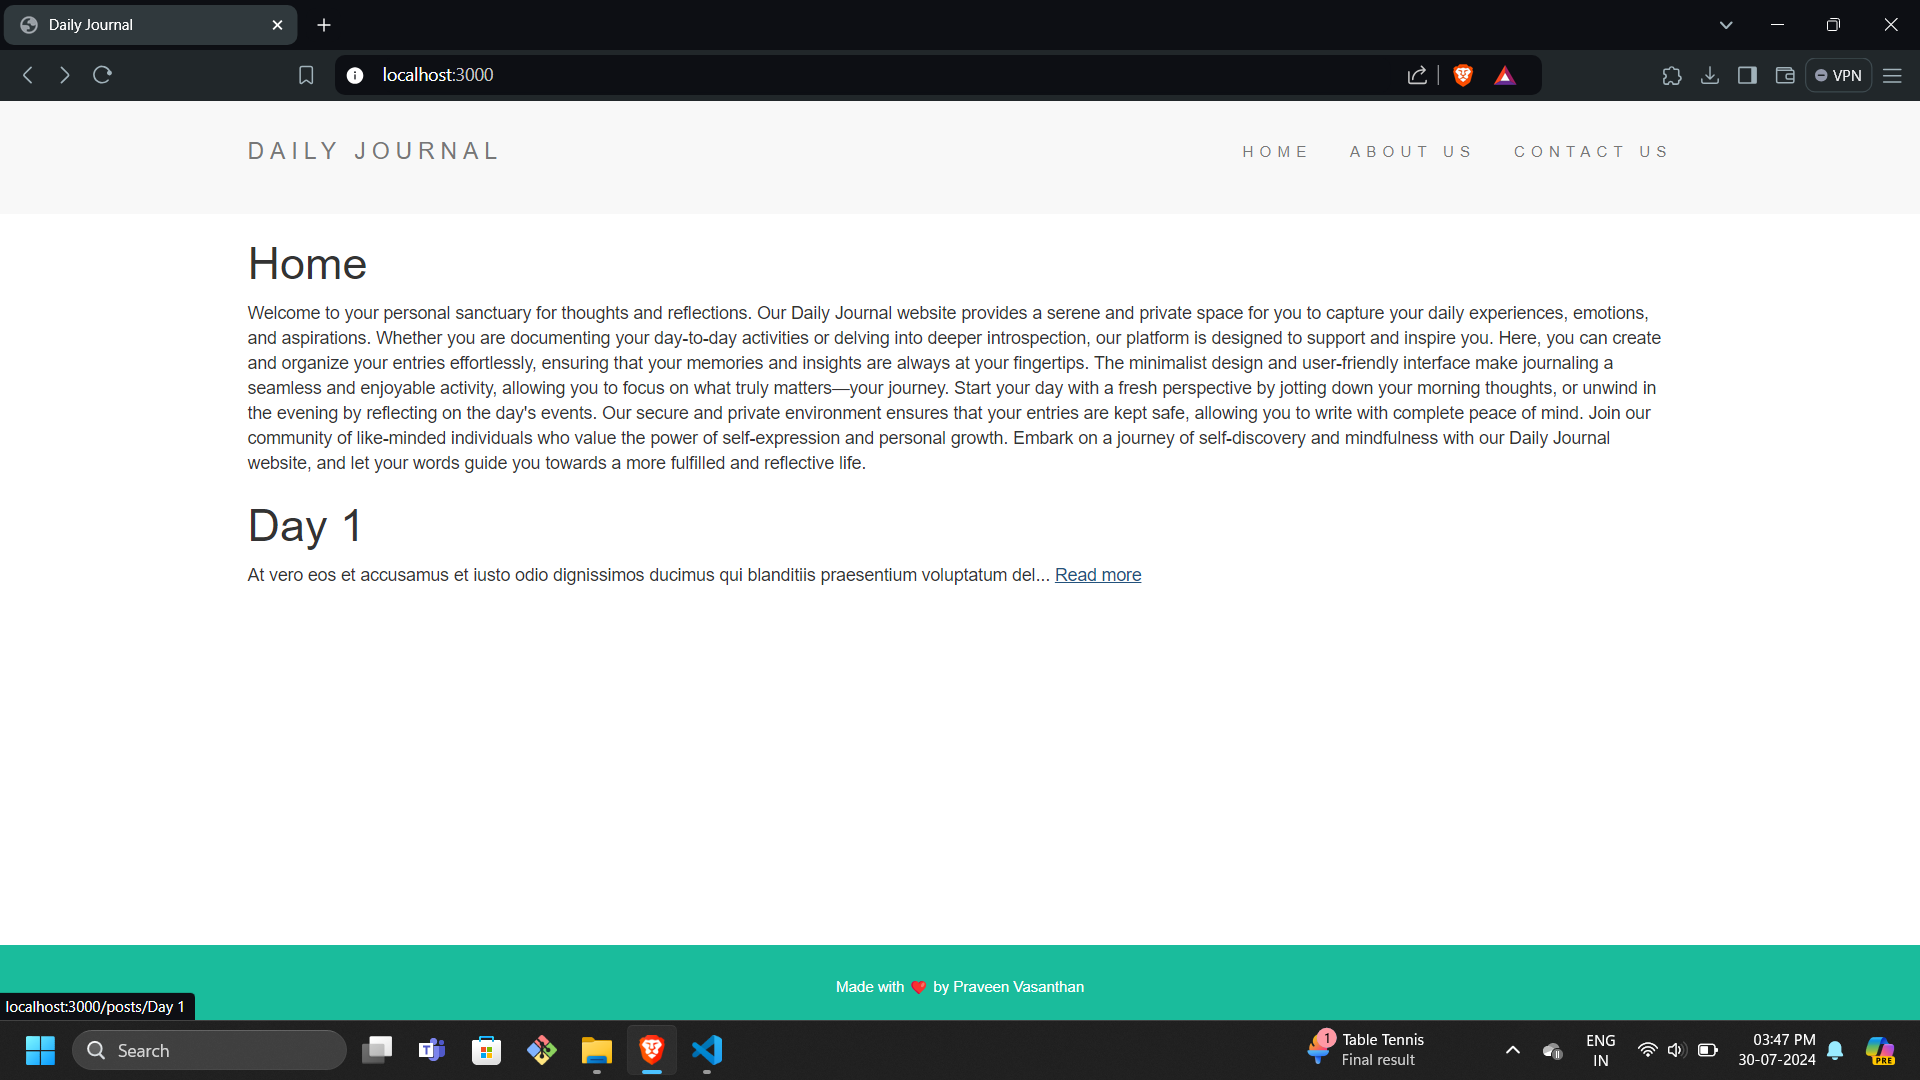 Daily Journal
localhost:3000
VPN
DAILY JOURNAL
HOME ABOUT US CONTACT US
Home
Welcome to your personal sanctuary for thoughts and reflections. Our Daily Journal website provides a serene and private space for you to capture your daily experiences, emotions,
and aspirations. Whether you are documenting your day-to-day activities or delving into deeper introspection, our platform is designed to support and inspire you. Here, you can create
and organize your entries effortlessly, ensuring that your memories and insights are always at your fingertips. The minimalist design and user-friendly interface make journaling a
seamless and enjoyable activity, allowing you to focus on what truly matters—your journey. Start your day with a fresh perspective by jotting down your morning thoughts, or unwind in
the evening by reflecting on the day's events. Our secure and private environment ensures that your entries are kept safe, allowing you to write with complete peace of mind. Join our
community of like-minded individuals who value the power of self-expression and personal growth. Embark on a journey of self-discovery and mindfulness with our Daily Journal
website, and let your words guide you towards a more fulfilled and reflective life.
Day 1
At vero eos et accusamus et iusto odio dignissimos ducimus qui blanditiis praesentium voluptatum del... Read more
Made with ❤ by Praveen Vasanthan
localhost:3000/posts/Day 1
Search
1
Table Tennis
Final result
ENG
IN
03:47 PM
30-07-2024
PRE